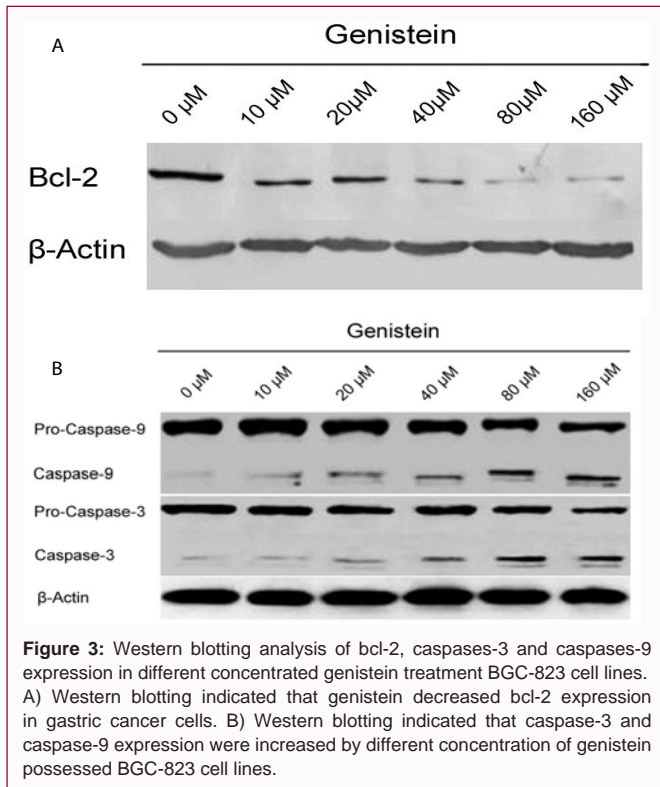 A
Genistein
0 µM 10 µM 20µM 40µM 80µM 160 µM
Bcl-2
β-Actin
Genistein
B
0 µM 10 µM 20 µM 40 µM 80 µM 160 µM
Pro-Caspase-9
Caspase-9
Pro-Caspase-3
Caspase-3
β-Actin
Figure 3: Western blotting analysis of bcl-2, caspases-3 and caspases-9
expression in different concentrated genistein treatment BGC-823 cell lines.
A) Western blotting indicated that genistein decreased bcl-2 expression
in gastric cancer cells. B) Western blotting indicated that caspase-3 and
caspase-9 expression were increased by different concentration of genistein
possessed BGC-823 cell lines.